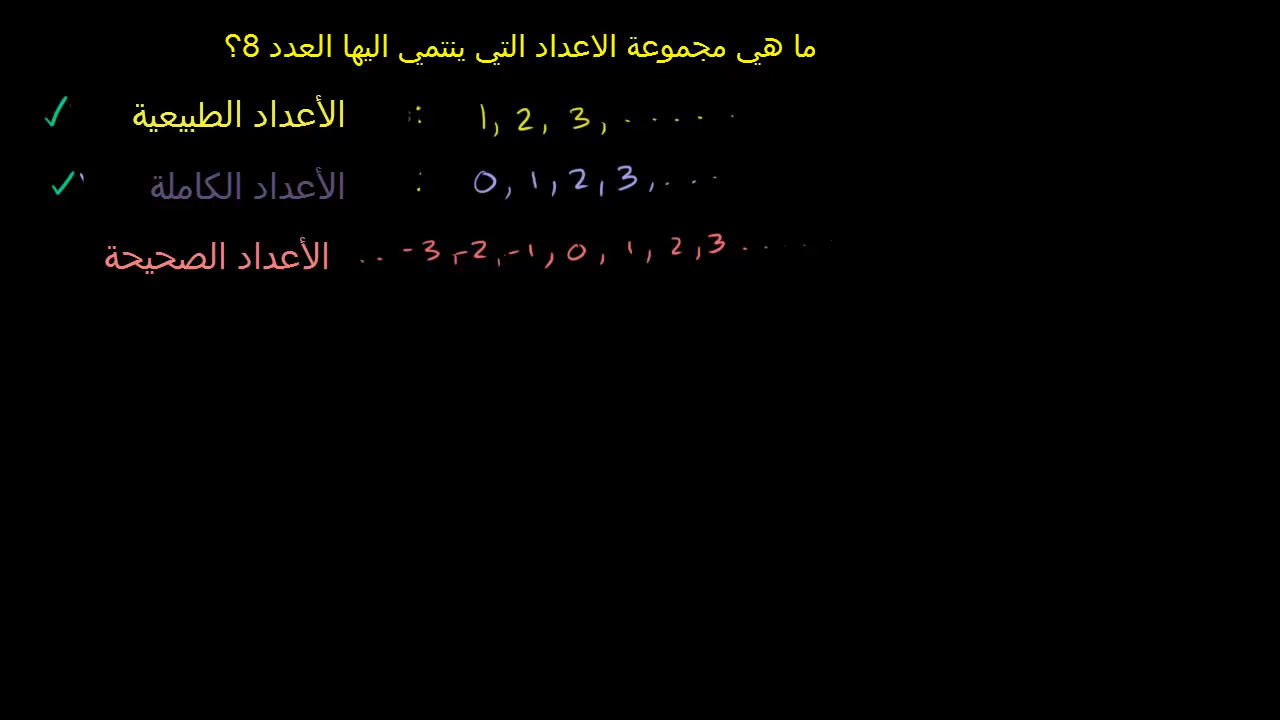 ما هي مجموعة الاعداد التي ينتمي اليها العدد 8؟
الأعداد الطبيعية : 1, 2, 3, . . . . .
الأعداد الكاملة : 0, 1, 2, 3, . . .
الأعداد الصحيحة . . -3 -2, -1, 0, 1, 2, 3 . . . . .